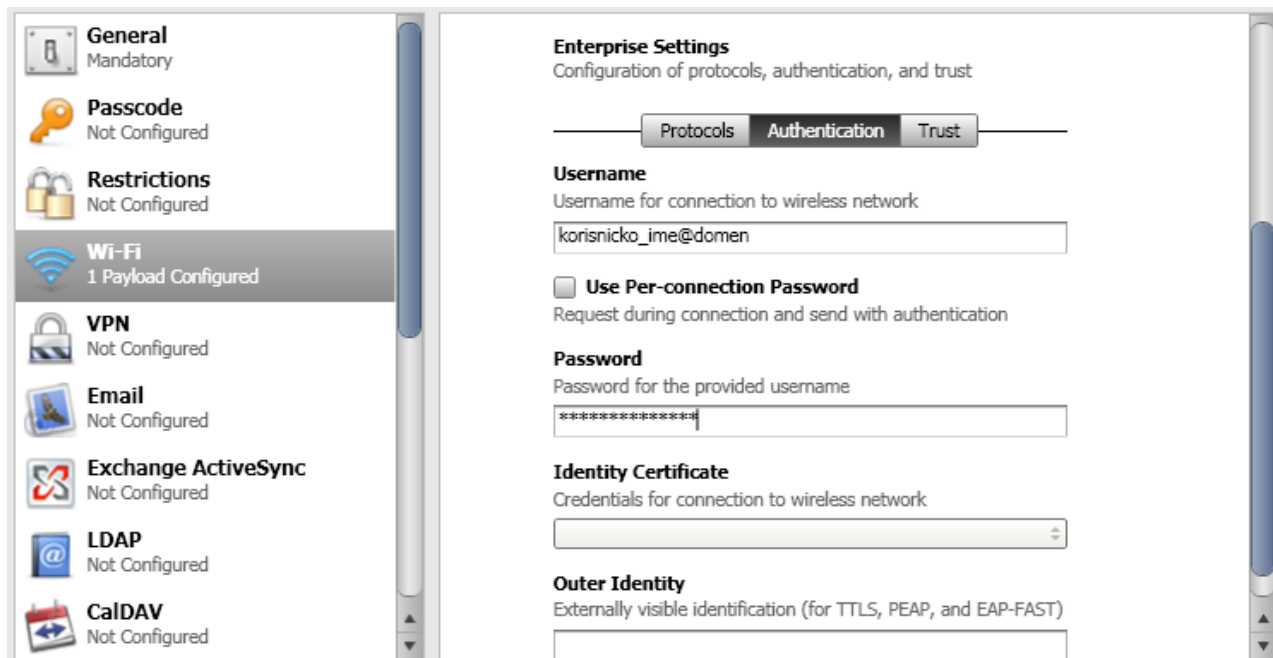 General
Mandatory
Passcode
Not Configured
Restrictions
Not Configured
Wi-Fi
1 Payload Configured
VPN
Not Configured
Email
Not Configured
Exchange ActiveSync
Not Configured
LDAP
Not Configured
CalDAV
Not Configured
Enterprise Settings
Configuration of protocols, authentication, and trust
Protocols Authentication Trust
Username
Username for connection to wireless network
korisnicko_ime@domen
Use Per-connection Password
Request during connection and send with authentication
Password
Password for the provided username
**************
Identity Certificate
Credentials for connection to wireless network
Outer Identity
Externally visible identification (for TTLS, PEAP, and EAP-FAST)